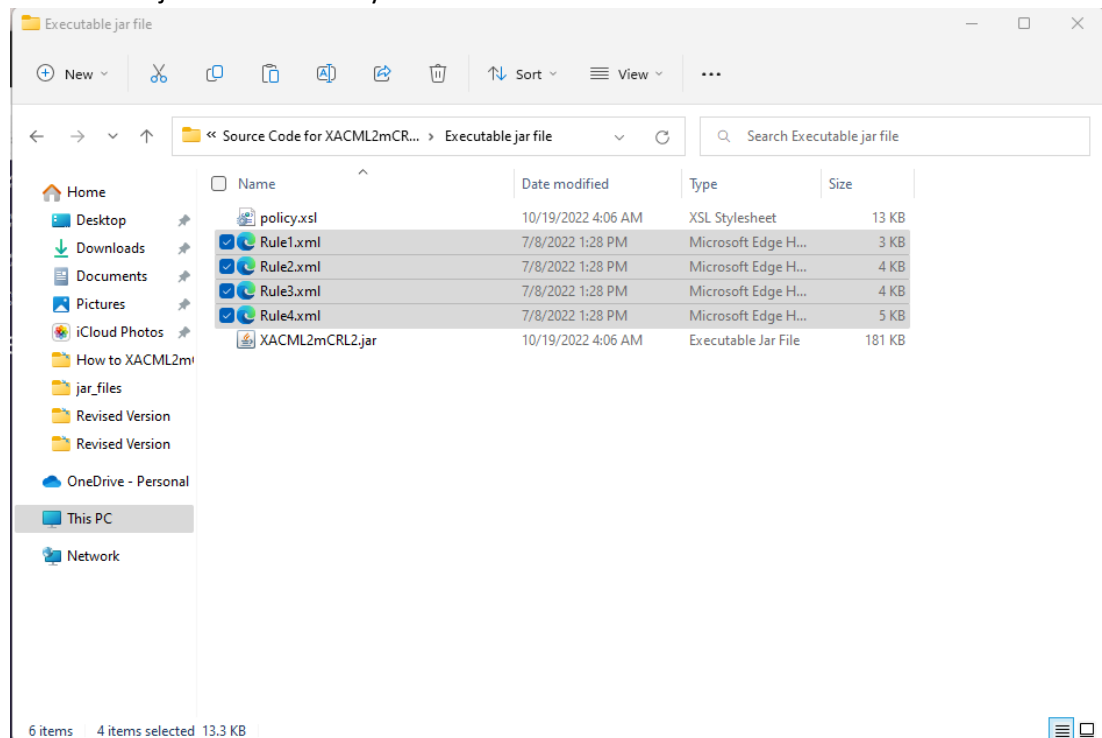 Executable jar file
New
Sort
View
« Source Code for XACML2mCR... > Executable jar file
Search Executable jar file
Name Date modified Type Size
Home
Desktop
Downloads
Documents
Pictures
iCloud Photos
How to XACML2m
jar_files
Revised Version
Revised Version
OneDrive - Personal
This PC
Network
policy.xsl 10/19/2022 4:06 AM XSL Stylesheet 13 KB
Rule1.xml 7/8/2022 1:28 PM Microsoft Edge H... 3 KB
Rule2.xml 7/8/2022 1:28 PM Microsoft Edge H... 4 KB
Rule3.xml 7/8/2022 1:28 PM Microsoft Edge H... 4 KB
Rule4.xml 7/8/2022 1:28 PM Microsoft Edge H... 5 KB
XACML2mCRL2.jar 10/19/2022 4:06 AM Executable Jar File 181 KB
6 items 4 items selected 13.3 KB